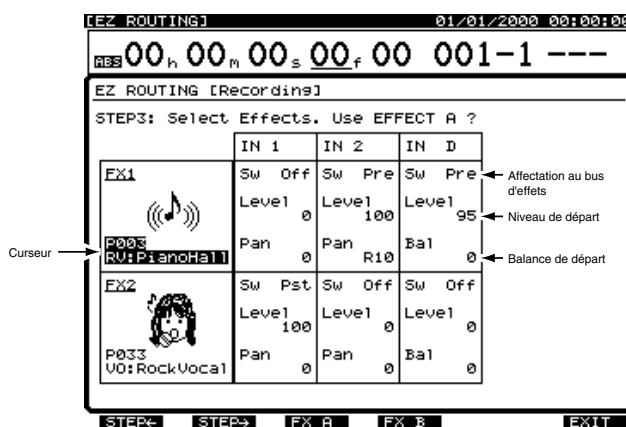 [EZ ROUTING] 01/01/2000 00:00:00
ABS 00h 00m 00s 00f 00 001-1 ---
EZ ROUTING [Recording]
STEP3: Select Effects. Use EFFECT A ?
IN 1 IN 2 IN D
FX1 Sw Off Sw Pre Sw Pre
Affectation au bus
d'effets
Level Level Level
0 100 95
Niveau de départ
Curseur
P003 Pan Pan Bal
RV:PianoHall 0 R10 0
Balance de départ
FX2 Sw Pst Sw Off Sw Off
Level Level Level
100 0 0
P033 Pan Pan Bal
VO:RockVocal 0 0 0
STEP← STEP→ FX A FX B EXIT